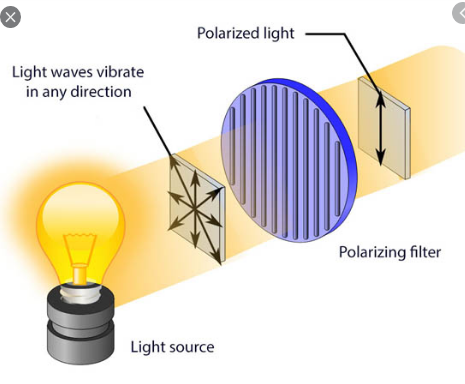 Polarized light
Light waves vibrate
in any direction
Polarizing filter
Light source